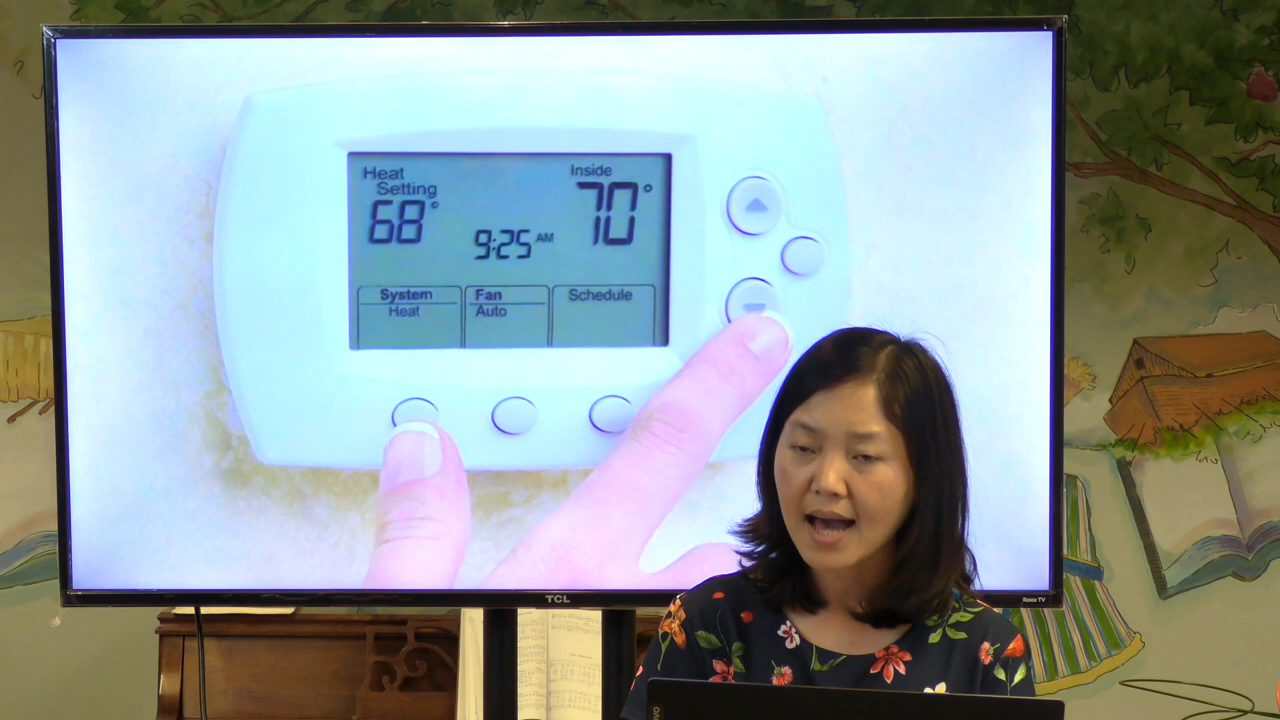 Heat
Setting
68°
Inside
70°
9:25 AM
System
Heat
Fan
Auto
Schedule
TCL
Roku TV